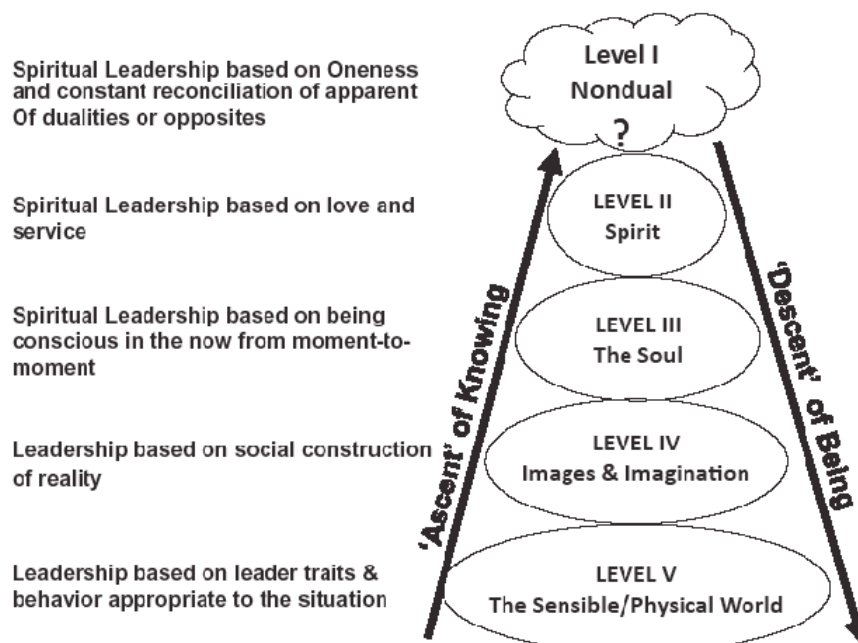 Spiritual Leadership based on Oneness
and constant reconciliation of apparent
Of dualities or opposites
Level I
Nondual
?
Spiritual Leadership based on love and
service
LEVEL II
Spirit
Spiritual Leadership based on being
conscious in the now from moment-to-
moment
LEVEL III
The Soul
Leadership based on social construction
of reality
LEVEL IV
Images & Imagination
Leadership based on leader traits &
behavior appropriate to the situation
LEVEL V
The Sensible/Physical World
'Ascent' of Knowing
'Descent' of Being